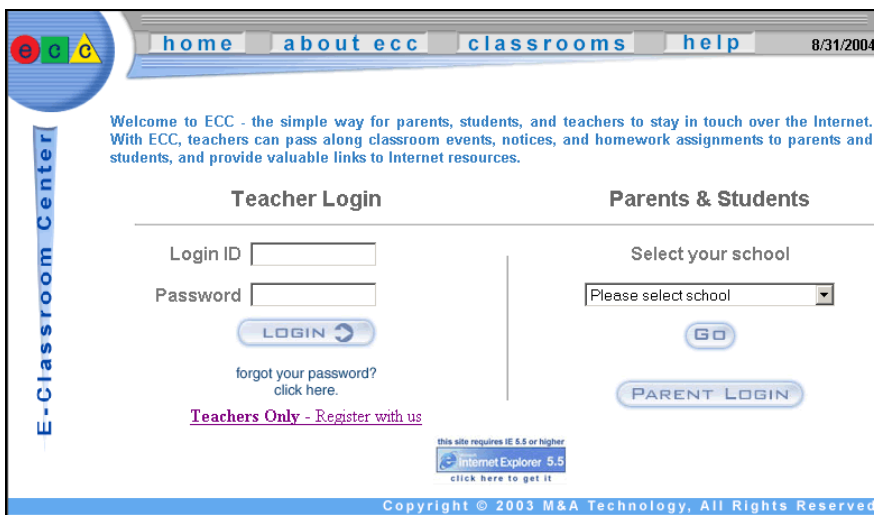 e c c
home about ecc classrooms help 8/31/2004
E-Classroom Center
Welcome to ECC - the simple way for parents, students, and teachers to stay in touch over the Internet.
With ECC, teachers can pass along classroom events, notices, and homework assignments to parents and
students, and provide valuable links to Internet resources.
Teacher Login
Login ID
Password
LOGIN
forgot your password?
click here.
Teachers Only - Register with us
Parents & Students
Select your school
Please select school
GO
PARENT LOGIN
this site requires IE 5.5 or higher
Internet Explorer 5.5
click here to get it
Copyright © 2003 M&A Technology, All Rights Reserved